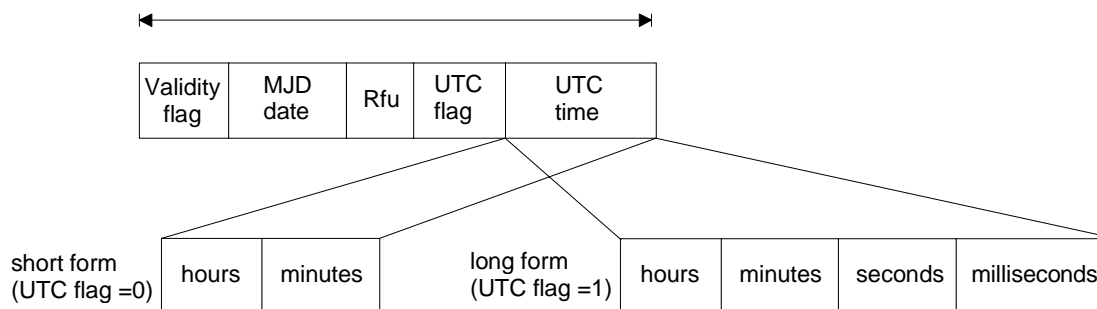 Validity flag
MJD date
Rfu
UTC flag
UTC time
short form
(UTC flag =0)
hours
minutes
long form
(UTC flag =1)
hours
minutes
seconds
milliseconds